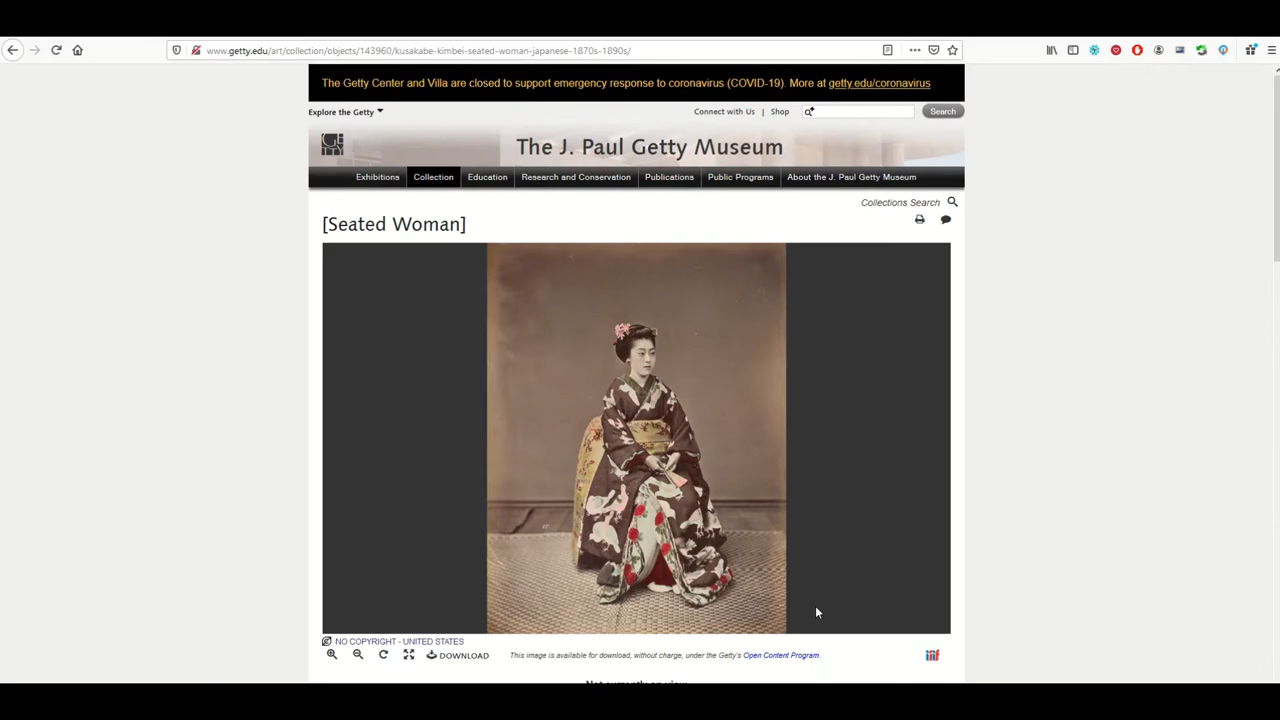 www.getty.edu/art/collection/objects/143960/kusakabe-kimbei-seated-woman-japanese-1870s-1890s/
The Getty Center and Villa are closed to support emergency response to coronavirus (COVID-19). More at getty.edu/coronavirus
Explore the Getty
Connect with Us | Shop
Search
The J. Paul Getty Museum
Exhibitions Collection Education Research and Conservation Publications Public Programs About the J. Paul Getty Museum
Collections Search
[Seated Woman]
NO COPYRIGHT - UNITED STATES
DOWNLOAD This image is available for download, without charge, under the Getty's Open Content Program.
iiif